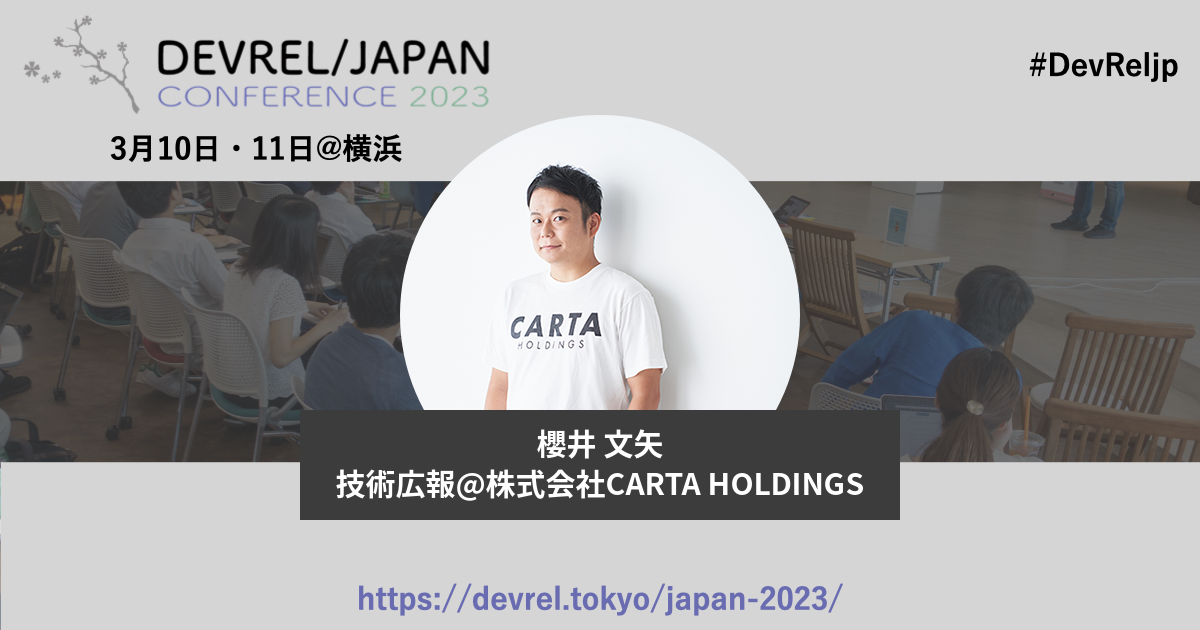 DEVREL/JAPAN
CONFERENCE 2023
#DevReljp
3月10日・11日@横浜
CARTA
HOLDINGS
櫻井 文矢
技術広報@株式会社CARTA HOLDINGS
https://devrel.tokyo/japan-2023/